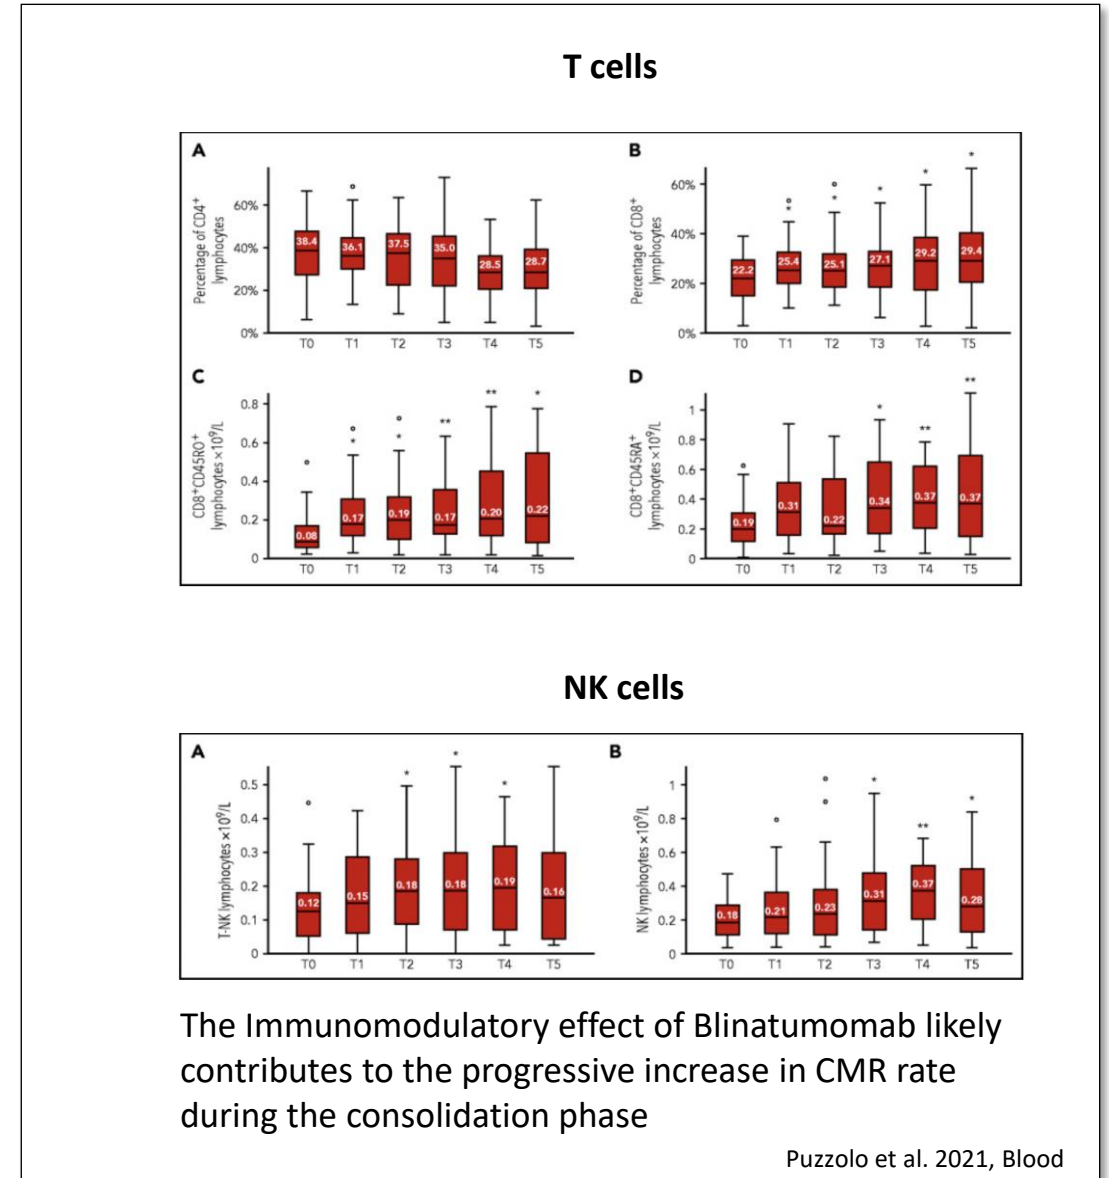 T cells
A
Percentage of CD4+
lymphocytes
60%
40%
20%
0%
38.4
36.1
37.5
35.0
28.5
28.7
T0 T1 T2 T3 T4 T5
B
Percentage of CD8+
lymphocytes
60%
40%
20%
0%
22.2
25.4
25.1
27.1
29.2
29.4
* * * * *
T0 T1 T2 T3 T4 T5
C
CD8+CD45RO+
lymphocytes ×10⁹/L
0.8
0.6
0.4
0.2
0
0.08
0.17
0.19
0.17
0.20
0.22
* * ** ** *
T0 T1 T2 T3 T4 T5
D
CD8+CD45RA+
lymphocytes ×10⁹/L
1
0.8
0.6
0.4
0.2
0
0.19
0.31
0.22
0.34
0.37
0.37
* ** **
T0 T1 T2 T3 T4 T5
NK cells
A
T-NK lymphocytes ×10⁹/L
0.5
0.4
0.3
0.2
0.1
0
0.12
0.15
0.18
0.18
0.19
0.16
* * *
T0 T1 T2 T3 T4 T5
B
NK lymphocytes ×10⁹/L
1
0.8
0.6
0.4
0.2
0
0.18
0.21
0.23
0.31
0.37
0.28
* ** *
T0 T1 T2 T3 T4 T5
The Immunomodulatory effect of Blinatumomab likely
contributes to the progressive increase in CMR rate
during the consolidation phase
Puzzolo et al. 2021, Blood